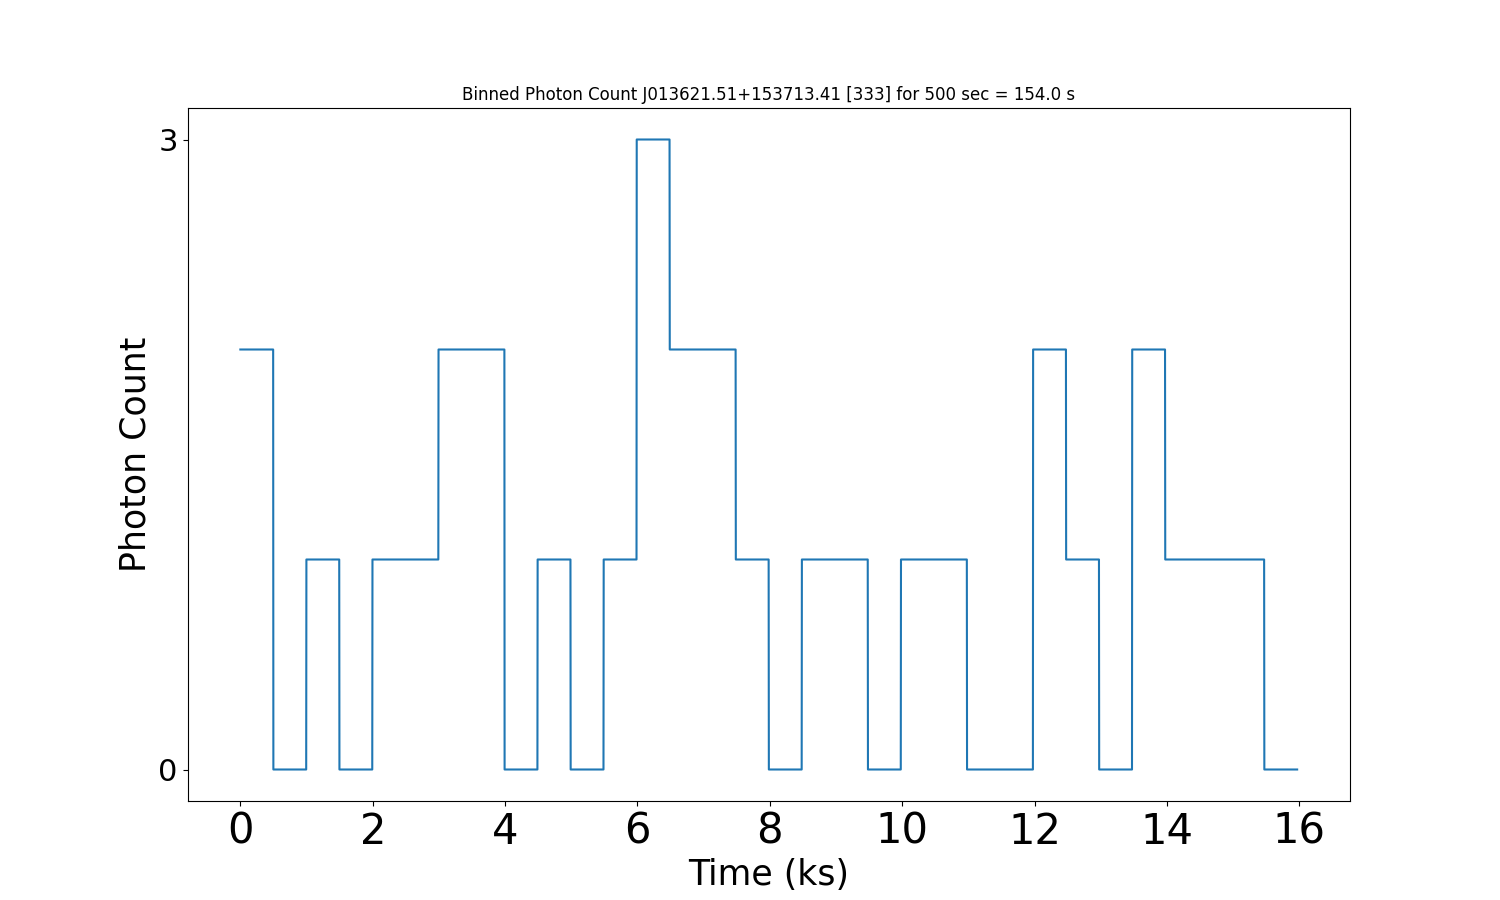 Binned Photon Count J013621.51+153713.41 [333] for 500 sec = 154.0 s
3
Photon Count
0
0 2 4 6 8 10 12 14 16
Time (ks)